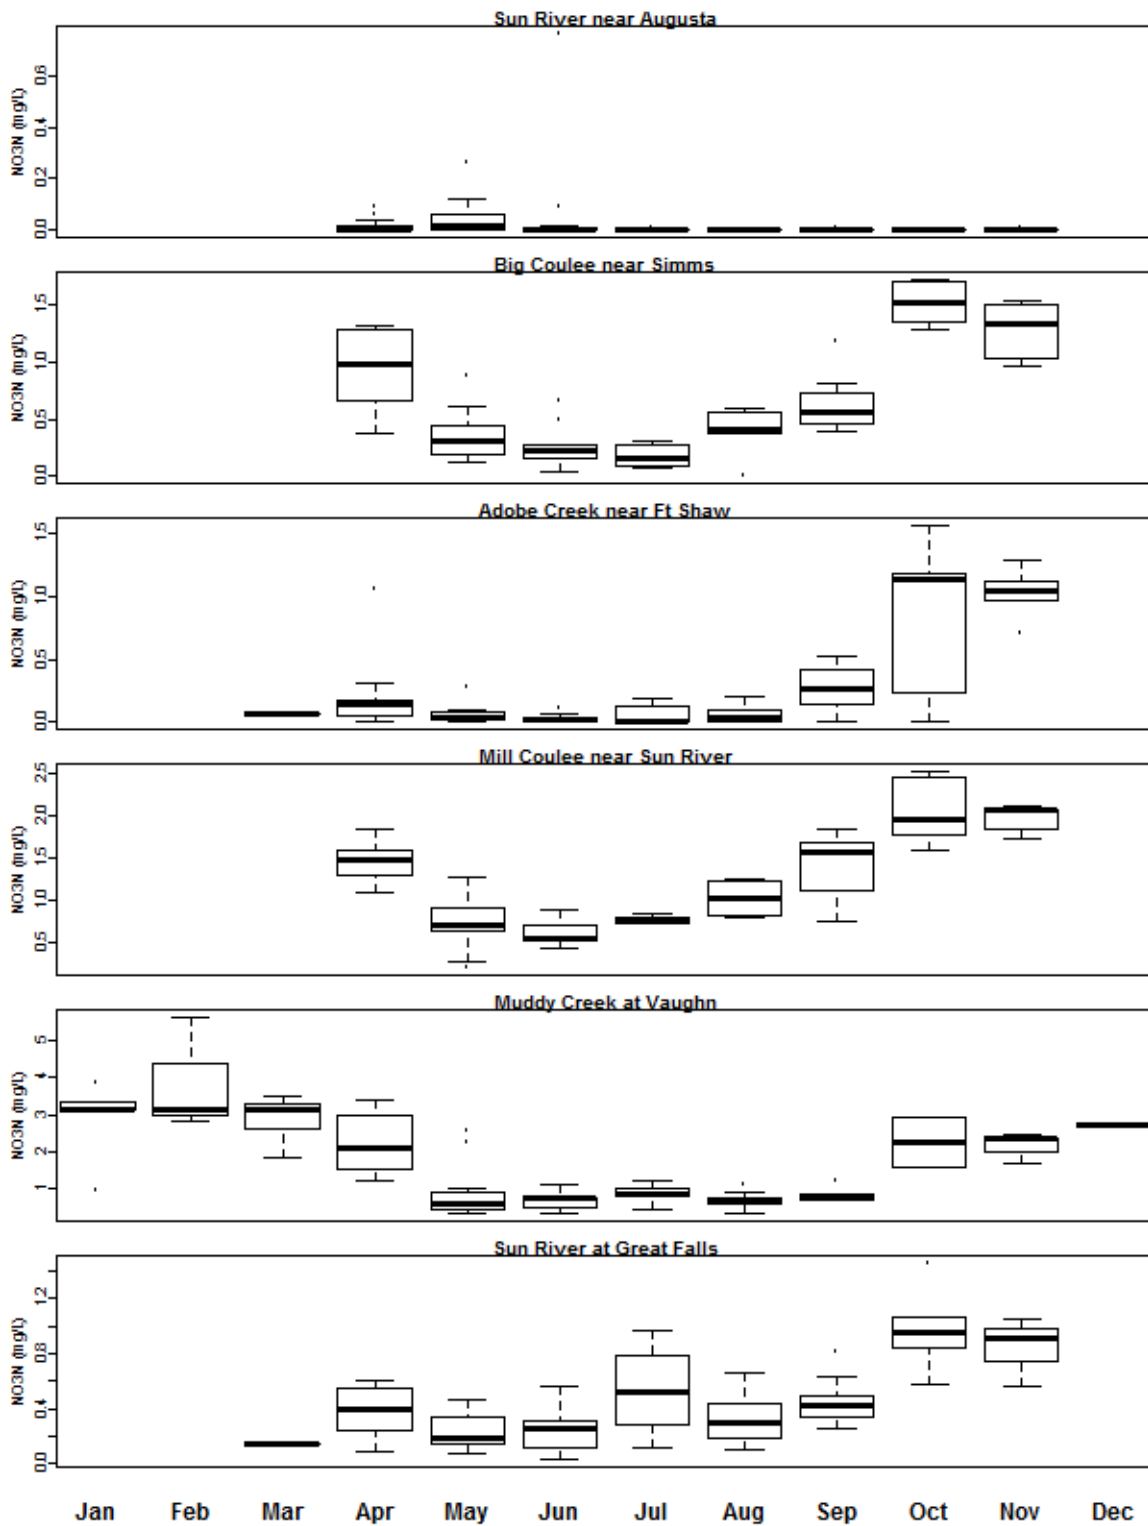 Sun River near Augusta
NO3N (mg/L)
0.0 0.2 0.4 0.6
Big Coulee near Simms
NO3N (mg/L)
0.0 0.5 1.0 1.5
Adobe Creek near Ft Shaw
NO3N (mg/L)
0.0 0.5 1.0 1.5
Mill Coulee near Sun River
NO3N (mg/L)
0.5 1.0 1.5 2.0 2.5
Muddy Creek at Vaughn
NO3N (mg/L)
1 2 3 4 5
Sun River at Great Falls
NO3N (mg/L)
0.0 0.4 0.8 1.2
Jan Feb Mar Apr May Jun Jul Aug Sep Oct Nov Dec